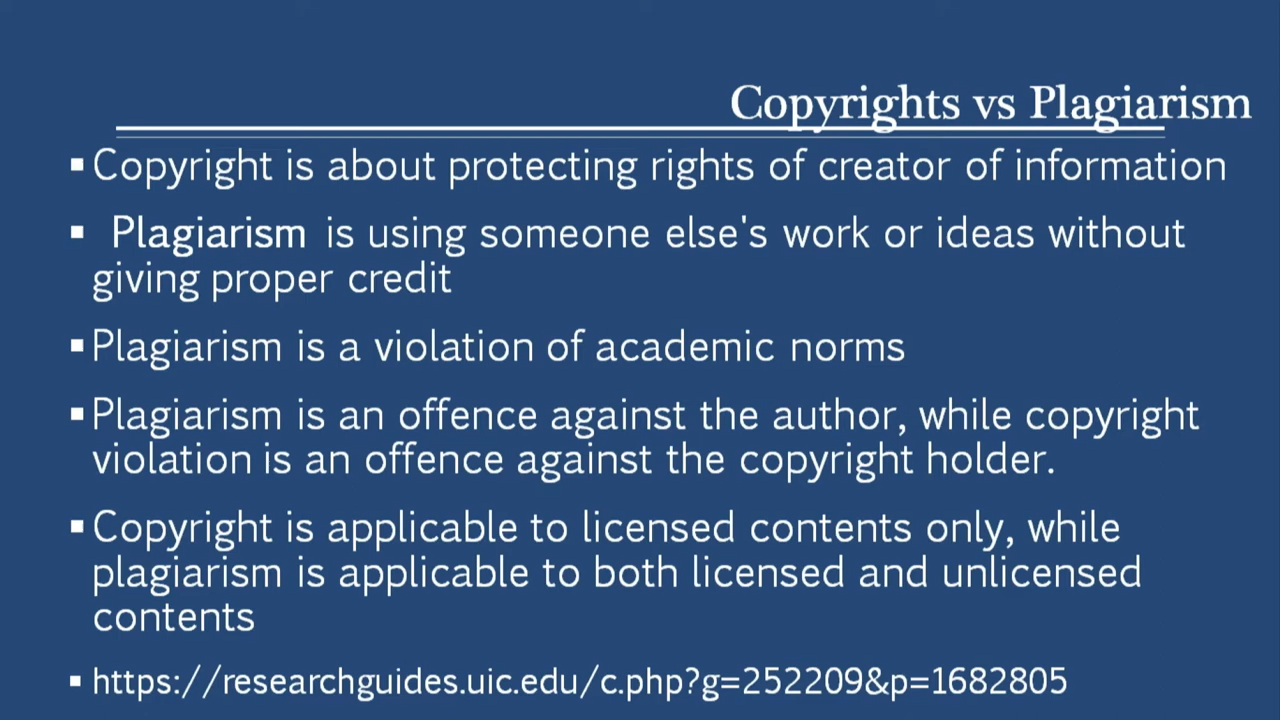 Copyrights vs Plagiarism
▪ Copyright is about protecting rights of creator of information
▪ Plagiarism is using someone else's work or ideas without
giving proper credit
▪ Plagiarism is a violation of academic norms
▪ Plagiarism is an offence against the author, while copyright
violation is an offence against the copyright holder.
▪ Copyright is applicable to licensed contents only, while
plagiarism is applicable to both licensed and unlicensed
contents
▪ https://researchguides.uic.edu/c.php?g=252209&p=1682805